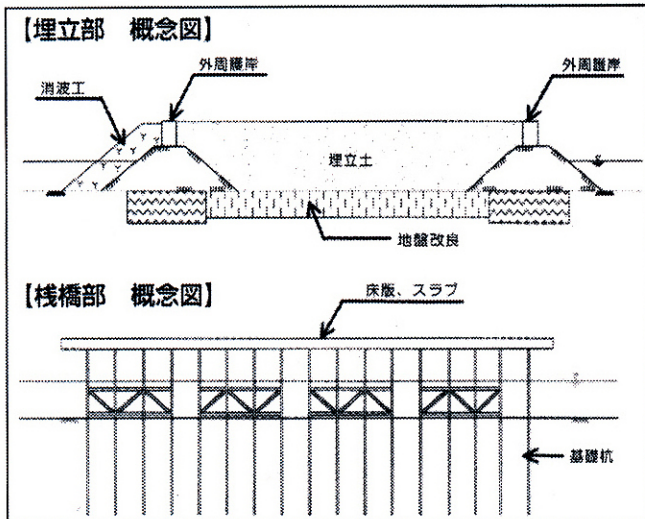 【埋立部　概念図】
外周護岸
外周護岸
消波工
埋立土
地盤改良
【桟橋部　概念図】
床版、スラブ
基礎杭